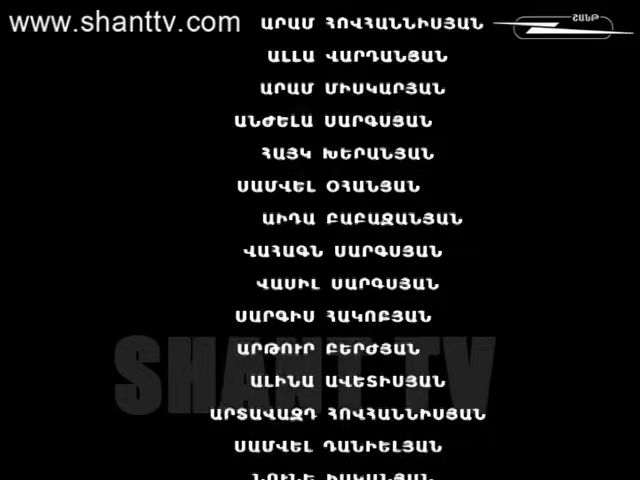 www.shanttv.com
ՇԱՆԹ
ԱՐԱՄ ՀՈՎՀԱՆՆԻՍՅԱՆ
ԱԼԼԱ ՎԱՐԴԱՆՅԱՆ
ԱՐԱՄ ՄԻՍԿԱՐՅԱՆ
ԱՆԺԵԼԱ ՍԱՐԳՍՅԱՆ
ՀԱՅԿ ԽԵՐԱՆՅԱՆ
ՍԱՄՎԵԼ ՕՀԱՆՅԱՆ
ԱԻԴԱ ԲԱԲԱՋԱՆՅԱՆ
ՎԱՀԱԳՆ ՍԱՐԳՍՅԱՆ
ՎԱՍԻԼ ՍԱՐԳՍՅԱՆ
ՍԱՐԳԻՍ ՀԱԿՈԲՅԱՆ
ԱՐԹՈՒՐ ԲԵՐԺՅԱՆ
ԱԼԻՆԱ ԱՎԵՏԻՍՅԱՆ
ԱՐՏԱՎԱԶԴ ՀՈՎՀԱՆՆԻՍՅԱՆ
ՍԱՄՎԵԼ ԴԱՆԻԵԼՅԱՆ
SHANT TV